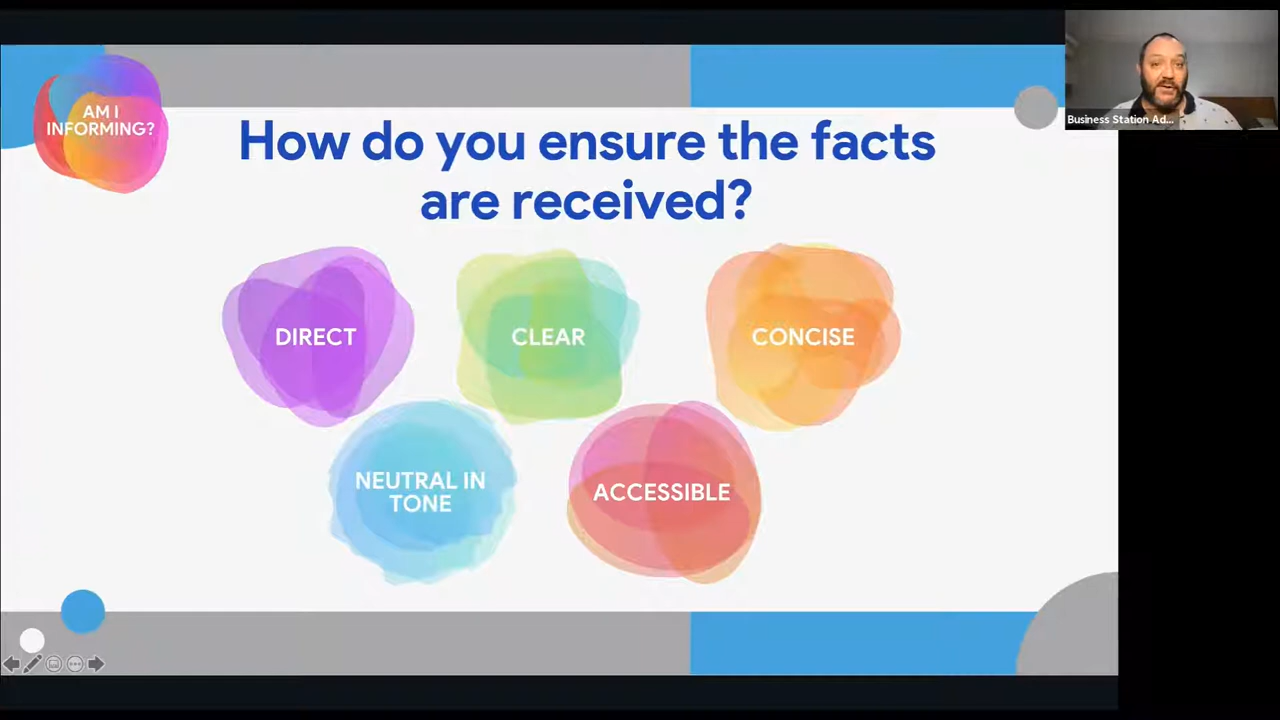 AM I
INFORMING?
How do you ensure the facts
are received?
DIRECT
CLEAR
CONCISE
NEUTRAL IN
TONE
ACCESSIBLE
Business Station Ad...